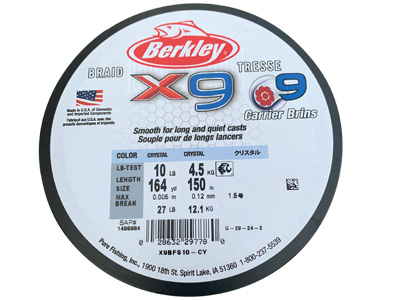 Berkley
BRAID TRESSE
X9 9
Carrier Brins
Made in U.S.A. of Domestic
and Imported Components
Fabriqué aux U.S.A. avec des
produits domestiques et importés
Smooth for long and quiet casts
Souple pour de longs lancers
COLOR CRYSTAL CRYSTAL クリスタル
LB-TEST 10 LB 4.5 KG
LENGTH 164 yd 150 m
SIZE 0.006 in 0.12 mm 1.5号
MAX
BREAK 27 LB 12.1 KG
SAP#
1486884
G-29-24-2
0 28632 29778 0
X9BFS10-CY
Pure Fishing, Inc., 1900 18th St. Spirit Lake, IA 51360 1-800-237-5539